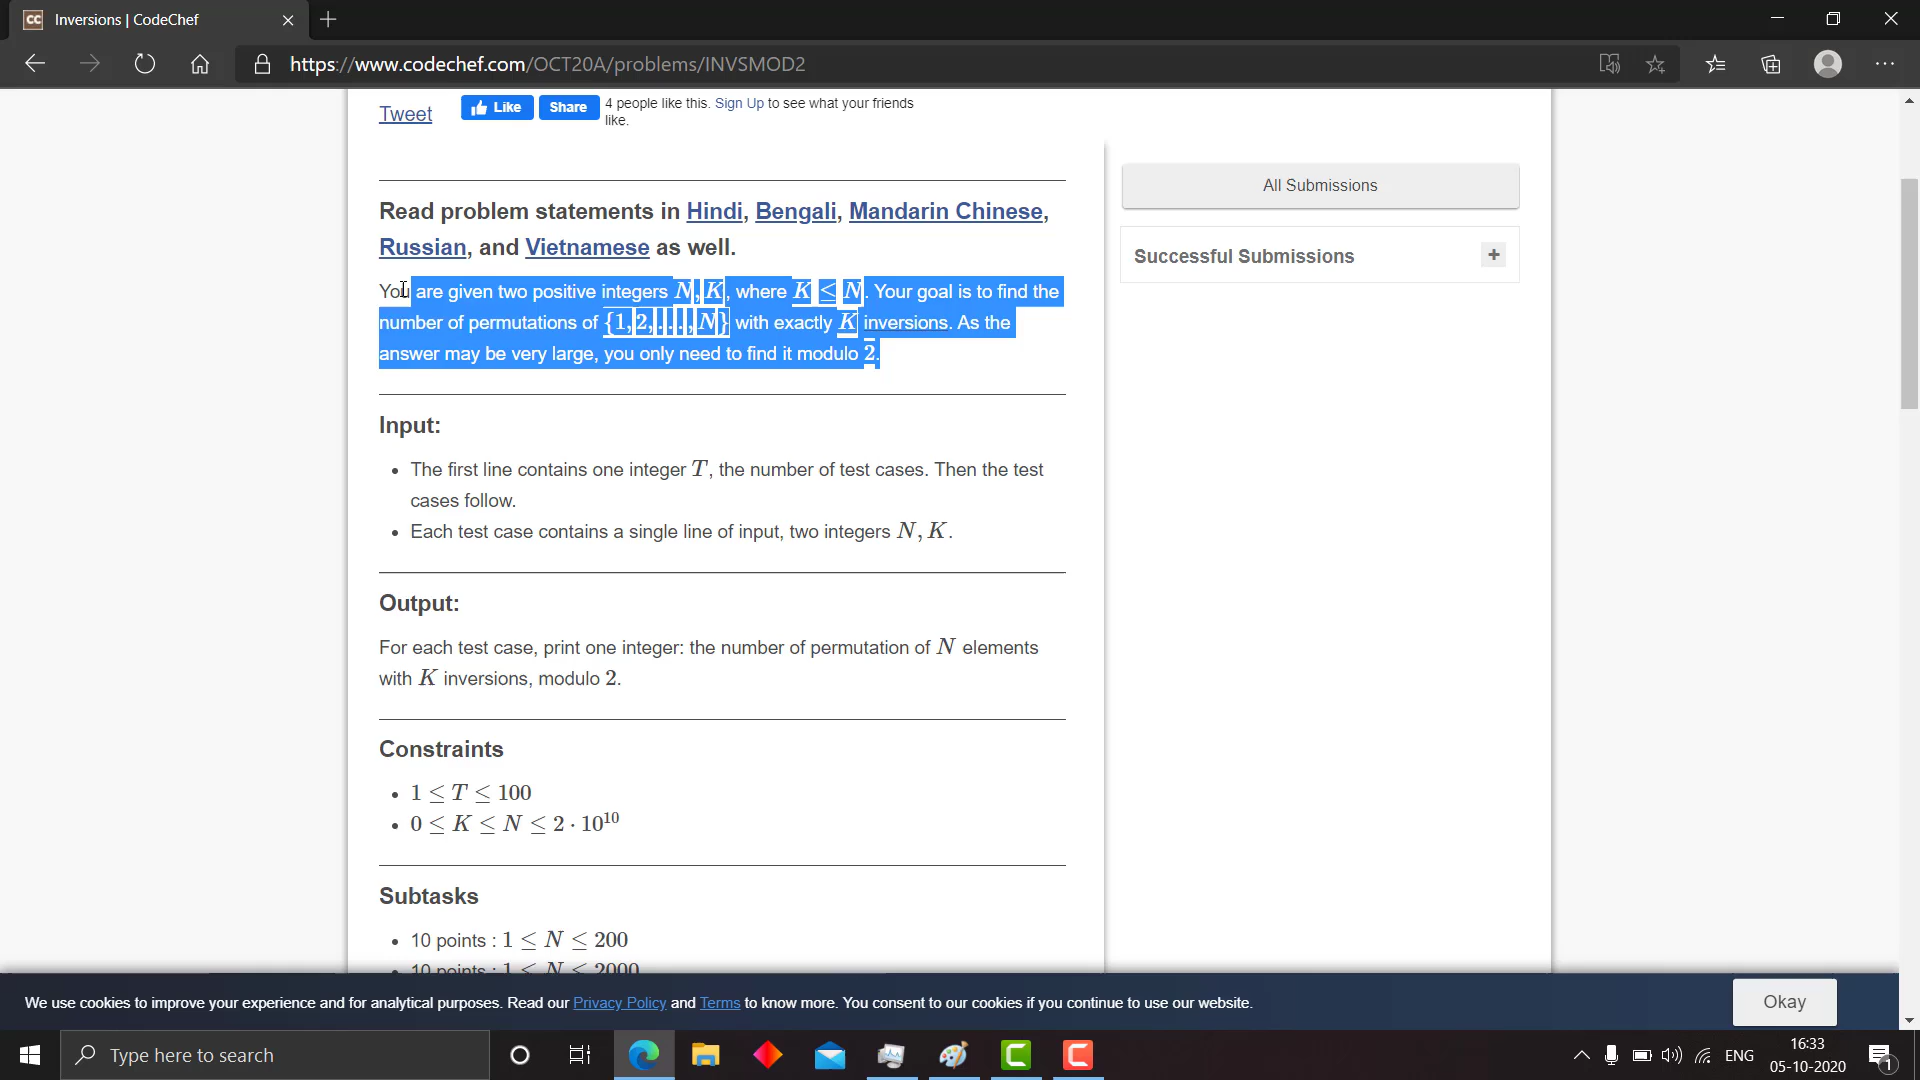 Inversions | CodeChef
https://www.codechef.com/OCT20A/problems/INVSMOD2
Tweet
Like
Share
4 people like this. Sign Up to see what your friends
like.
Read problem statements in Hindi, Bengali, Mandarin Chinese,
Russian, and Vietnamese as well.
You are given two positive integers N, K, where K ≤ N. Your goal is to find the
number of permutations of {1, 2, ..., N} with exactly K inversions. As the
answer may be very large, you only need to find it modulo 2.
Input:
• The first line contains one integer T, the number of test cases. Then the test
cases follow.
• Each test case contains a single line of input, two integers N, K.
Output:
For each test case, print one integer: the number of permutation of N elements
with K inversions, modulo 2.
Constraints
• 1 ≤ T ≤ 100
• 0 ≤ K ≤ N ≤ 2 · 10¹⁰
Subtasks
• 10 points : 1 ≤ N ≤ 200
• 10 points : 1 ≤ N ≤ 2000
All Submissions
Successful Submissions
+
We use cookies to improve your experience and for analytical purposes. Read our Privacy Policy and Terms to know more. You consent to our cookies if you continue to use our website.
Okay
Type here to search
ENG
16:33
05-10-2020
1